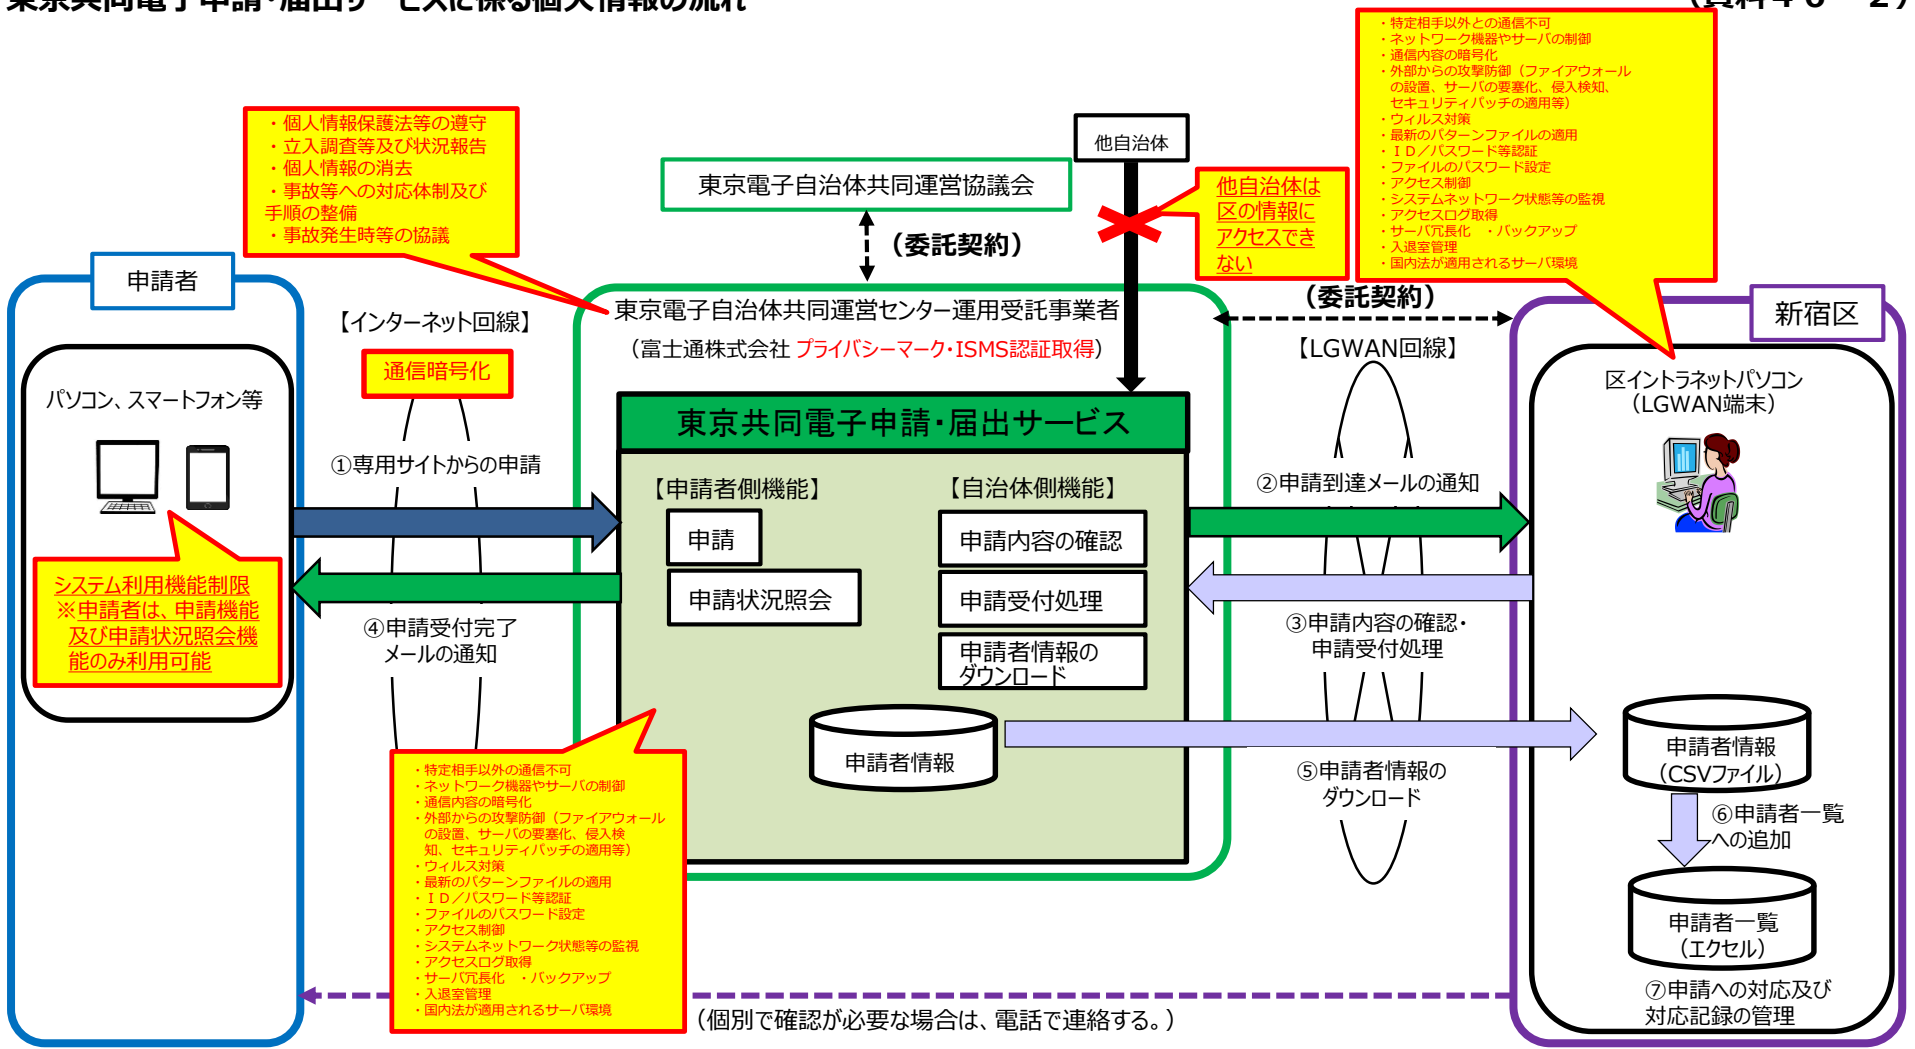 東京共同電子申請・届出サービスに係る個人情報の流れ
・特定相手以外との通信不可
・ネットワーク機器やサーバの制御
・通信内容の暗号化
・外部からの攻撃防御（ファイアウォール
の設置、サーバの要塞化、侵入検知、
セキュリティパッチの適用等）
・ウィルス対策
・最新のパターンファイルの適用
・ＩＤ／パスワード等認証
・ファイルのパスワード設定
・アクセス制御
・システムネットワーク状態等の監視
・アクセスログ取得
・サーバ冗長化　・バックアップ
・入退室管理
・国内法が適用されるサーバ環境
・個人情報保護法等の遵守
・立入調査等及び状況報告
・個人情報の消去
・事故等への対応体制及び
手順の整備
・事故発生時等の協議
他自治体
東京電子自治体共同運営協議会
他自治体は
区の情報に
アクセスでき
ない
（委託契約）
申請者
【インターネット回線】
通信暗号化
東京電子自治体共同運営センター運用受託事業者
（富士通株式会社 プライバシーマーク・ISMS認証取得）
（委託契約）
【LGWAN回線】
新宿区
パソコン、スマートフォン等
区イントラネットパソコン
（LGWAN端末）
東京共同電子申請・届出サービス
①専用サイトからの申請
【申請者側機能】
申請
申請状況照会
【自治体側機能】
申請内容の確認
申請受付処理
申請者情報の
ダウンロード
②申請到達メールの通知
システム利用機能制限
※申請者は、申請機能
及び申請状況照会機
能のみ利用可能
④申請受付完了
メールの通知
③申請内容の確認・
申請受付処理
申請者情報
⑤申請者情報の
ダウンロード
申請者情報
（CSVファイル）
⑥申請者一覧
への追加
申請者一覧
（エクセル）
⑦申請への対応及び
対応記録の管理
・特定相手以外の通信不可
・ネットワーク機器やサーバの制御
・通信内容の暗号化
・外部からの攻撃防御（ファイアウォール
の設置、サーバの要塞化、侵入検
知、セキュリティパッチの適用等）
・ウィルス対策
・最新のパターンファイルの適用
・ＩＤ／パスワード等認証
・ファイルのパスワード設定
・アクセス制御
・システムネットワーク状態等の監視
・アクセスログ取得
・サーバ冗長化　・バックアップ
・入退室管理
・国内法が適用されるサーバ環境
（個別で確認が必要な場合は、電話で連絡する。）